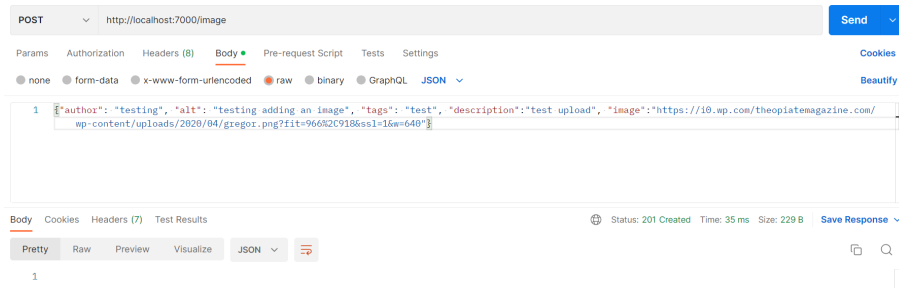 POST http://localhost:7000/image Send
Params Authorization Headers (8) Body Pre-request Script Tests Settings Cookies
none form-data x-www-form-urlencoded raw binary GraphQL JSON Beautify
1 {"author": "testing", "alt": "testing adding an image", "tags": "test", "description":"test upload", "image":"https://i0.wp.com/theopiatemagazine.com/
wp-content/uploads/2020/04/gregor.png?fit=966%2C918&ssl=1&w=640"}
Body Cookies Headers (7) Test Results Status: 201 Created Time: 35 ms Size: 229 B Save Response
Pretty Raw Preview Visualize JSON
1